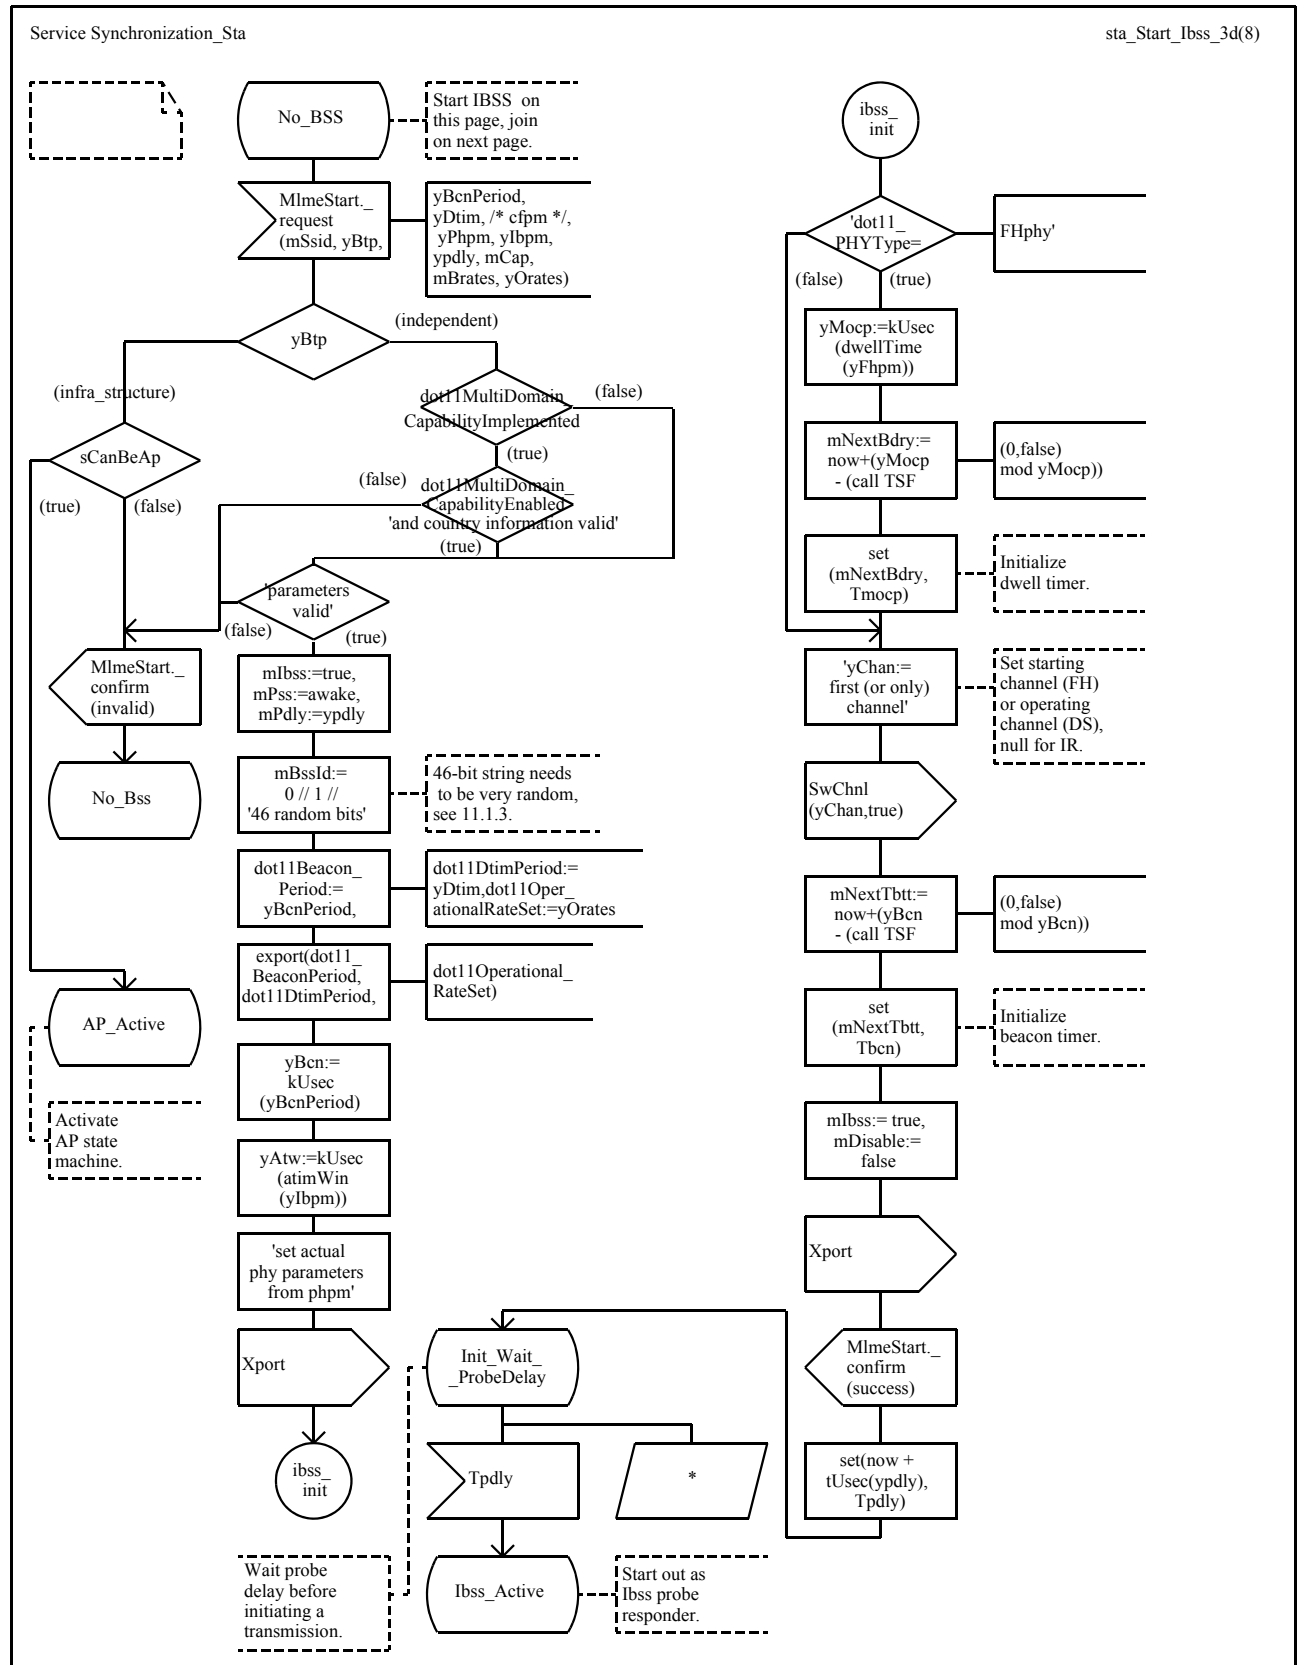 Service Synchronization_Sta
sta_Start_Ibss_3d(8)
No_BSS
Start IBSS on
this page, join
on next page.
MlmeStart._
request
(mSsid, yBtp,
yBcnPeriod,
yDtim, /* cfpm */,
yPhpm, yIbpm,
ypdly, mCap,
mBrates, yOrates)
yBtp
(independent)
(infra_structure)
dot11MultiDomain_
CapabilityImplemented
(false)
(true)
sCanBeAp
(true)
(false)
dot11MultiDomain_
CapabilityEnabled
'and country information valid'
(false)
(true)
'parameters
valid'
(false)
(true)
MlmeStart._
confirm
(invalid)
No_Bss
mIbss:=true,
mPss:=awake,
mPdly:=ypdly
mBssId:=
0 // 1 //
'46 random bits'
46-bit string needs
to be very random,
see 11.1.3.
dot11Beacon_
Period:=
yBcnPeriod,
dot11DtimPeriod:=
yDtim,dot11Oper_
ationalRateSet:=yOrates
export(dot11_
BeaconPeriod,
dot11DtimPeriod,
dot11Operational_
RateSet)
AP_Active
Activate
AP state
machine.
yBcn:=
kUsec
(yBcnPeriod)
yAtw:=kUsec
(atimWin
(yIbpm))
'set actual
phy parameters
from phpm'
Xport
ibss_
init
Init_Wait_
_ProbeDelay
Tpdly
*
Wait probe
delay before
initiating a
transmission.
Ibss_Active
Start out as
Ibss probe
responder.
ibss_
init
'dot11_
PHYType=
FHphy'
(false)
(true)
yMocp:=kUsec
(dwellTime
(yFhpm))
mNextBdry:=
now+(yMocp
- (call TSF
(0,false)
mod yMocp))
set
(mNextBdry,
Tmocp)
Initialize
dwell timer.
'yChan:=
first (or only)
channel'
Set starting
channel (FH)
or operating
channel (DS),
null for IR.
SwChnl
(yChan,true)
mNextTbtt:=
now+(yBcn
- (call TSF
(0,false)
mod yBcn))
set
(mNextTbtt,
Tbcn)
Initialize
beacon timer.
mIbss:= true,
mDisable:=
false
Xport
MlmeStart._
confirm
(success)
set(now +
tUsec(ypdly),
Tpdly)